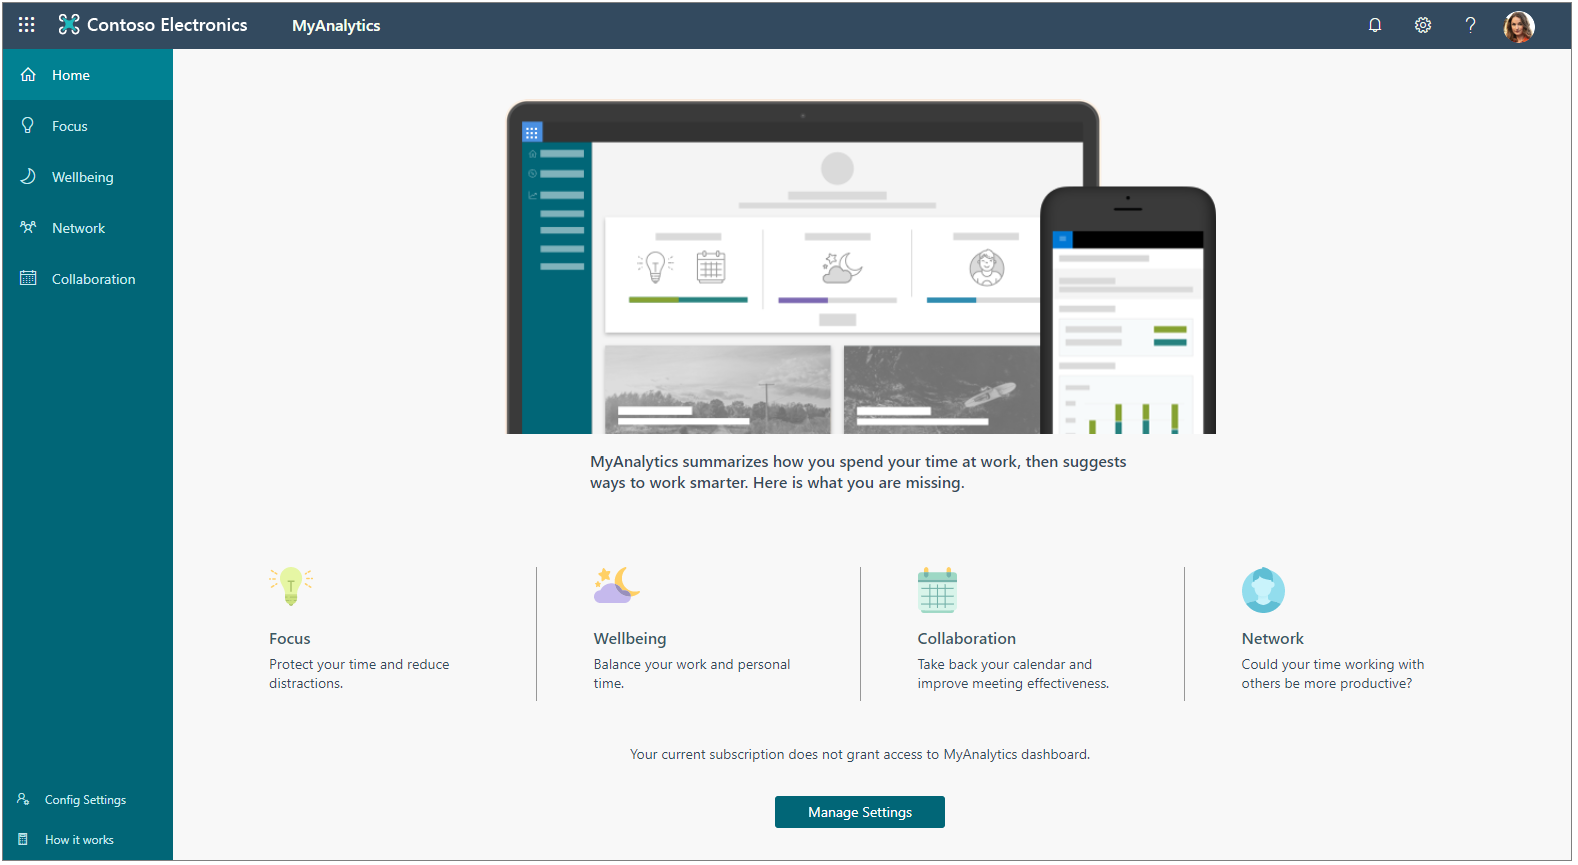 Contoso Electronics
MyAnalytics
Home
Focus
Wellbeing
Network
Collaboration
MyAnalytics summarizes how you spend your time at work, then suggests
ways to work smarter. Here is what you are missing.
Focus
Protect your time and reduce
distractions.
Wellbeing
Balance your work and personal
time.
Collaboration
Take back your calendar and
improve meeting effectiveness.
Network
Could your time working with
others be more productive?
Your current subscription does not grant access to MyAnalytics dashboard.
Manage Settings
Config Settings
How it works